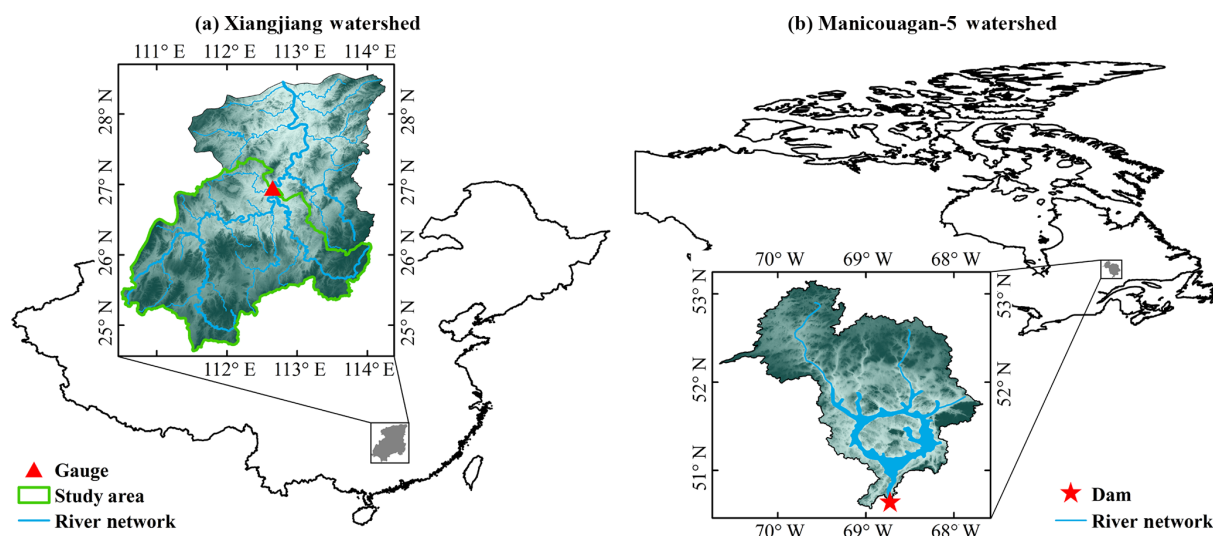 (a) Xiangjiang watershed
111° E 112° E 113° E 114° E
28° N
27° N
26° N
25° N
28° N
27° N
26° N
25° N
112° E 113° E 114° E
Gauge
Study area
River network
(b) Manicouagan-5 watershed
70° W 69° W 68° W
53° N
52° N
51° N
53° N
52° N
51° N
70° W 69° W 68° W
Dam
River network